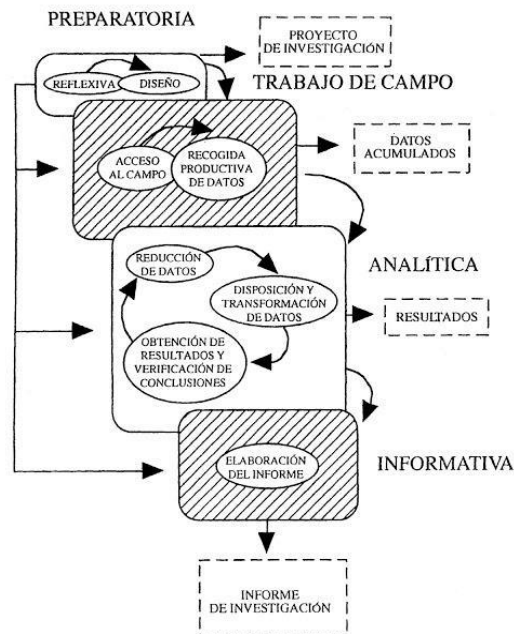 PREPARATORIA
PROYECTO
DE INVESTIGACIÓN
REFLEXIVA
DISEÑO
TRABAJO DE CAMPO
ACCESO
AL CAMPO
RECOGIDA
PRODUCTIVA
DE DATOS
DATOS
ACUMULADOS
REDUCCIÓN
DE DATOS
ANALÍTICA
DISPOSICIÓN Y
TRANSFORMACIÓN
DE DATOS
RESULTADOS
OBTENCIÓN DE
RESULTADOS Y
VERIFICACIÓN DE
CONCLUSIONES
ELABORACIÓN
DEL INFORME
INFORMATIVA
INFORME
DE INVESTIGACIÓN